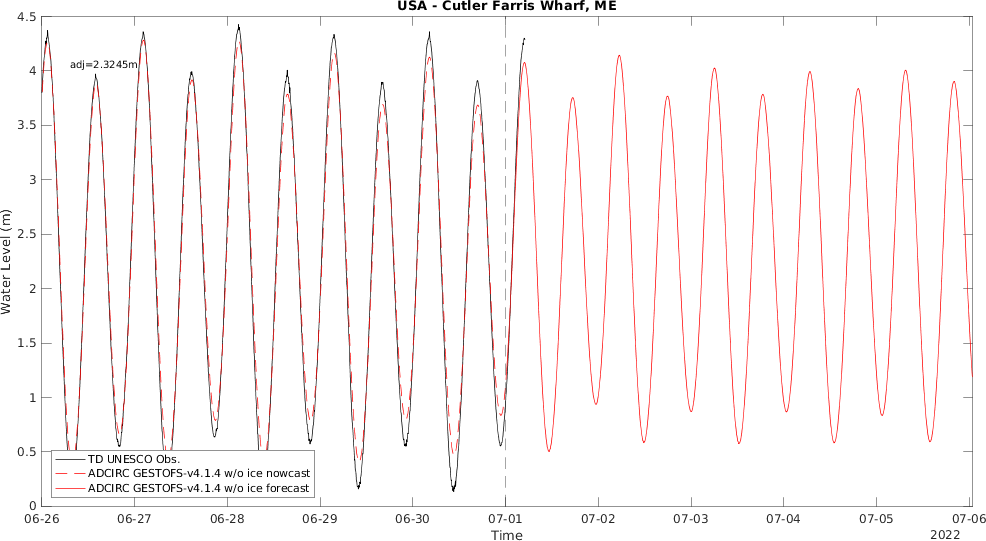 USA - Cutler Farris Wharf, ME
4.5
4
3.5
3
2.5
2
1.5
1
0.5
0
Water Level (m)
adj=2.3245m
TD UNESCO Obs.
ADCIRC GESTOFS-v4.1.4 w/o ice nowcast
ADCIRC GESTOFS-v4.1.4 w/o ice forecast
06-26 06-27 06-28 06-29 06-30 07-01 07-02 07-03 07-04 07-05 07-06
Time
2022